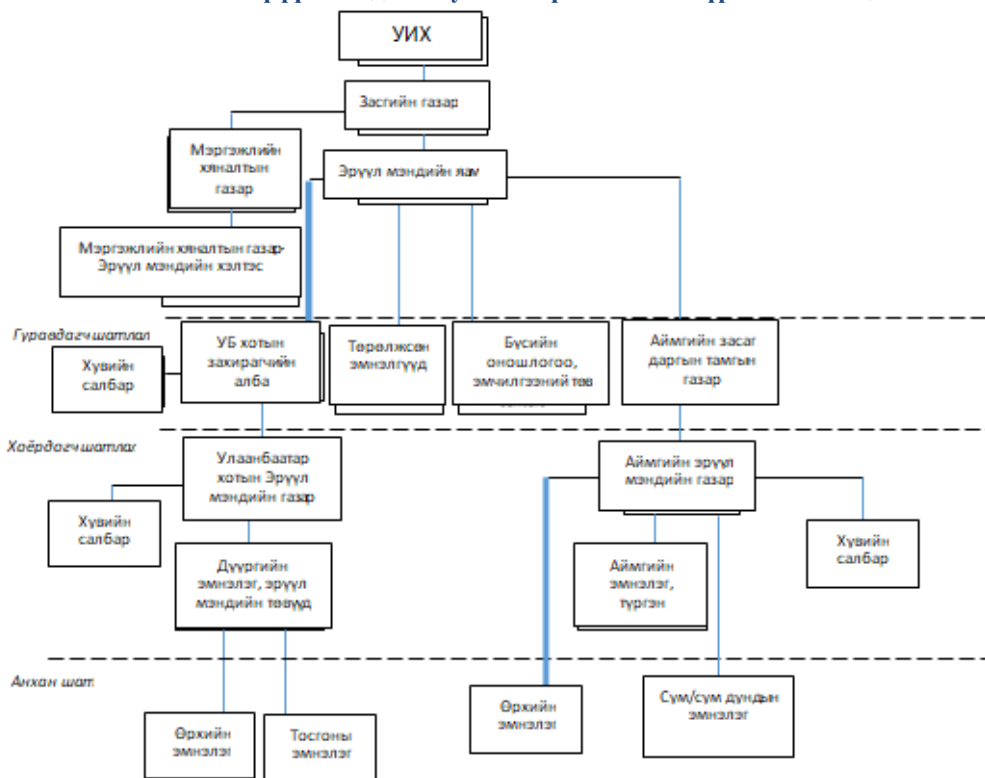 УИХ
Засгийн газар
Мэргэжлийн
хяналтын
газар
Эрүүл мэндийн яам
Мэргэжлийн хяналтын газар-
Эрүүл мэндийн хэлтэс
Гуравдагч шатлал
Хувийн
салбар
УБ хотын
захирагчийн
алба
Төрөлжсөн
эмнэлгүүд
Бүсийн
оношлогоо,
эмчилгээний төв
Аймгийн засаг
даргын тамгын
газар
Хоёрдогч шатлал
Улаанбаатар
хотын Эрүүл
мэндийн газар
Хувийн
салбар
Аймгийн эрүүл
мэндийн газар
Хувийн
салбар
Дүүргийн
эмнэлэг, эрүүл
мэндийн төвүүд
Аймгийн
эмнэлэг,
түргэн
Анхан шат
Өрхийн
эмнэлэг
Тосгоны
эмнэлэг
Өрхийн
эмнэлэг
Сум/сум дундын
эмнэлэг